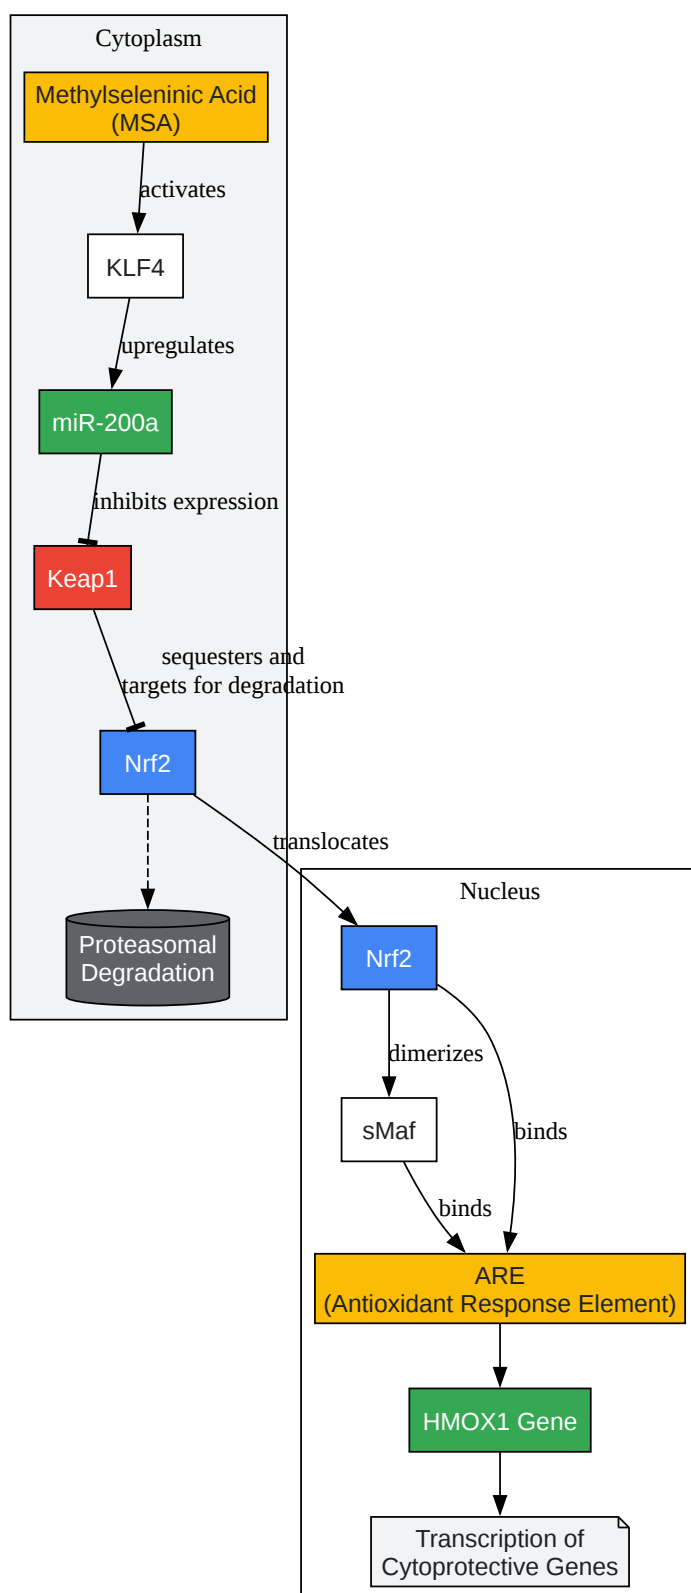 Cytoplasm
Methylseleninic Acid
(MSA)
activates
KLF4
upregulates
miR-200a
inhibits expression
Keap1
sequesters and
targets for degradation
Nrf2
translocates
Proteasomal
Degradation
Nucleus
Nrf2
dimerizes
sMaf
binds
binds
ARE
(Antioxidant Response Element)
HMOX1 Gene
Transcription of
Cytoprotective Genes